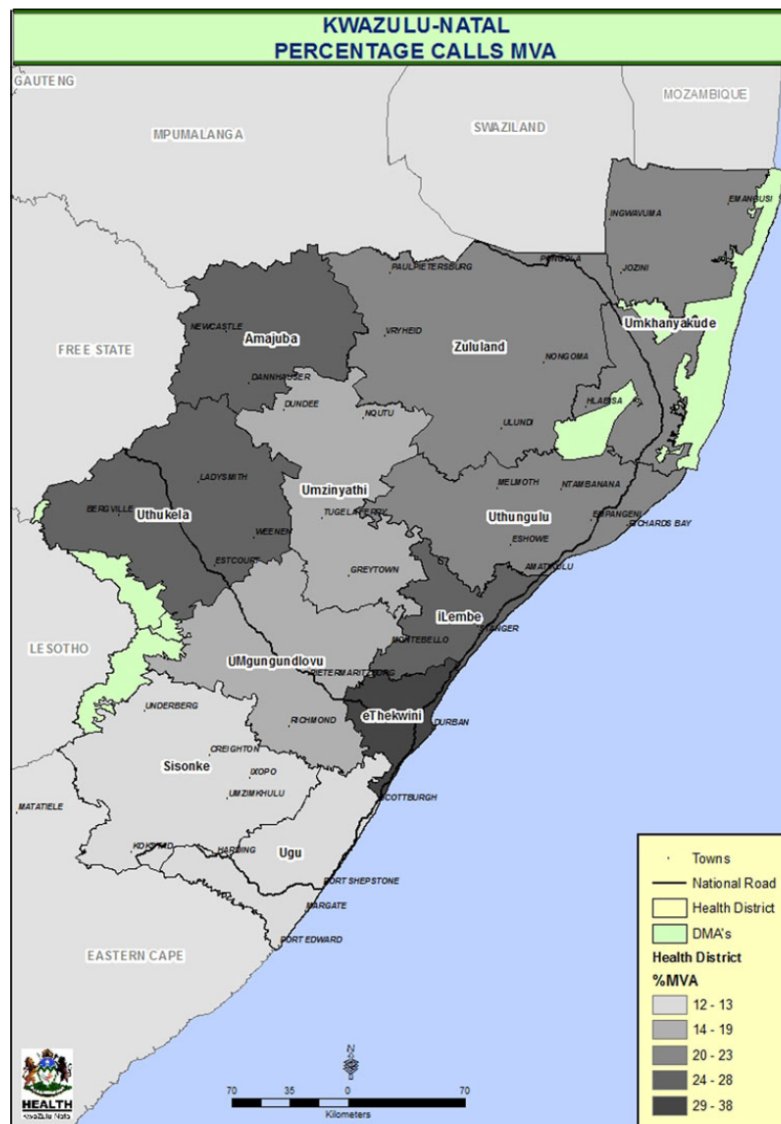 KWAZULU-NATAL
PERCENTAGE CALLS MVA
GAUTENG
MOZAMBIQUE
SWAZILAND
MPUMALANGA
EMANGUSI
INGWAVUMA
PONGOLA
PAULPIETERSBURG
JOZINI
NEWCASTLE
Amajuba
VRYHEID
Zululand
Umkhanyakude
FREE STATE
NONGOMA
DANNHAUSER
DUNDEE
NQUTU
HLABISA
ULUNDI
LADYSMITH
Umzinyathi
MELMOTH
NTAMBANANA
BERGVILLE
Uthukela
TUGELA FERRY
Uthungulu
EMPANGENI
RICHARDS BAY
WEENEN
ESHOWE
ESTCOURT
GREYTOWN
AMATIKULU
iLembe
STANGER
LESOTHO
MONTEBELLO
UMgungundlovu
PIETERMARITZBURG
UNDERBERG
RICHMOND
eThekwini
DURBAN
CREIGHTON
Sisonke
IXOPO
UMZIMKHULU
SCOTTBURGH
MATATIELE
KOKSTAD
HARDING
Ugu
PORT SHEPSTONE
MARGATE
PORT EDWARD
EASTERN CAPE
Towns
National Road
Health District
DMA's
Health District
%MVA
12 - 13
14 - 19
20 - 23
24 - 28
29 - 38
N
70 35 0 70
Kilometers
HEALTH
KwaZulu Natal